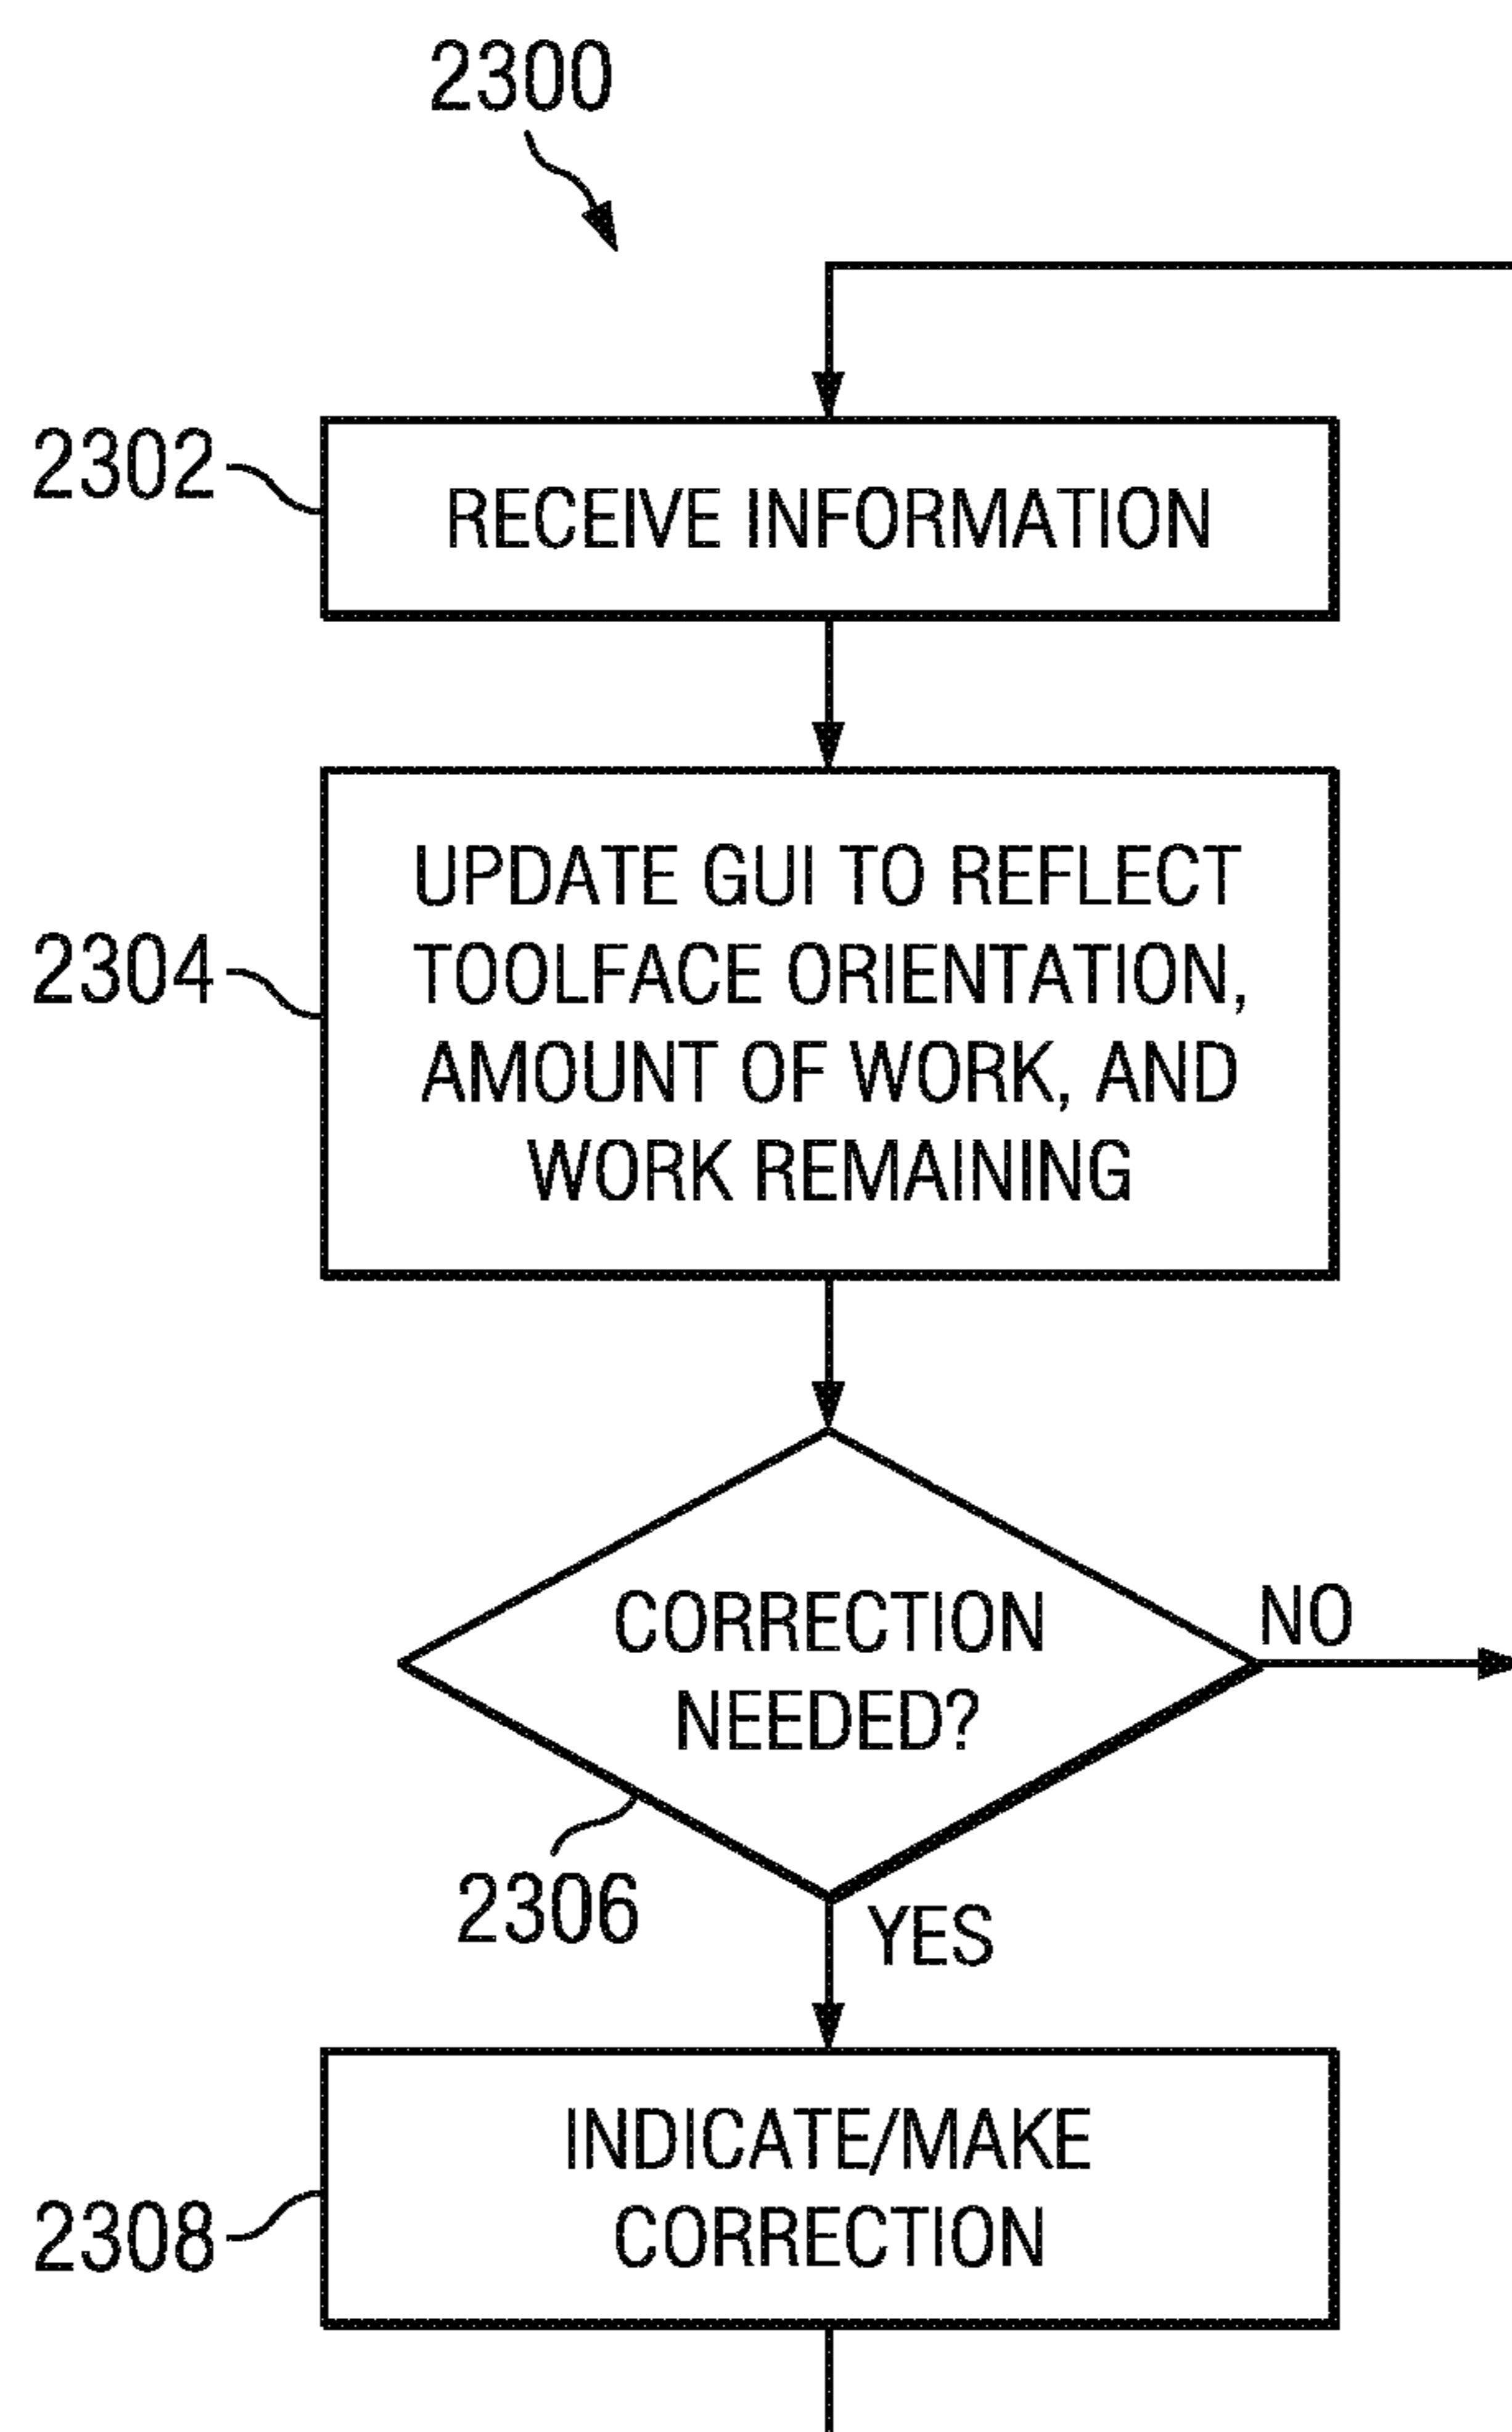 2300
2302
RECEIVE INFORMATION
2304
UPDATE GUI TO REFLECT
TOOLFACE ORIENTATION,
AMOUNT OF WORK, AND
WORK REMAINING
CORRECTION
NEEDED?
NO
2306
YES
INDICATE/MAKE
CORRECTION
2308